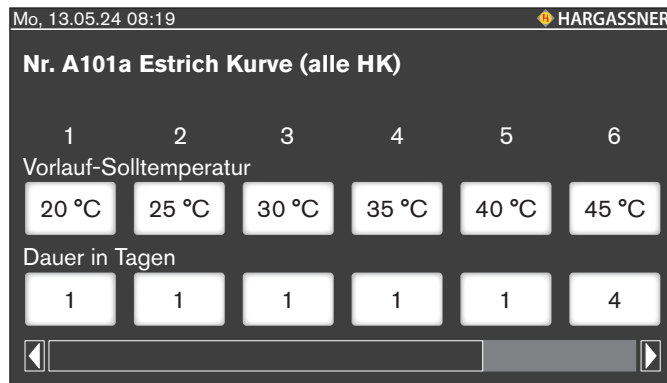 Mo, 13.05.24 08:19 HARGASSNER
Nr. A101a Estrich Kurve (alle HK)
1 2 3 4 5 6
Vorlauf-Solltemperatur
20 °C 25 °C 30 °C 35 °C 40 °C 45 °C
Dauer in Tagen
1 1 1 1 1 4